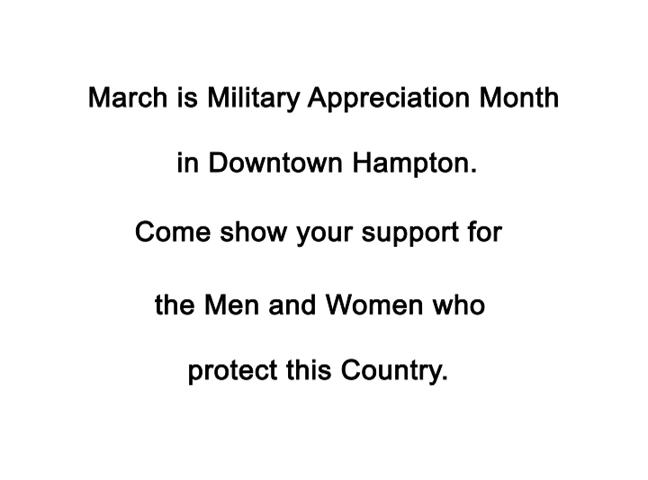 March is Military Appreciation Month
in Downtown Hampton.
Come show your support for
the Men and Women who
protect this Country.